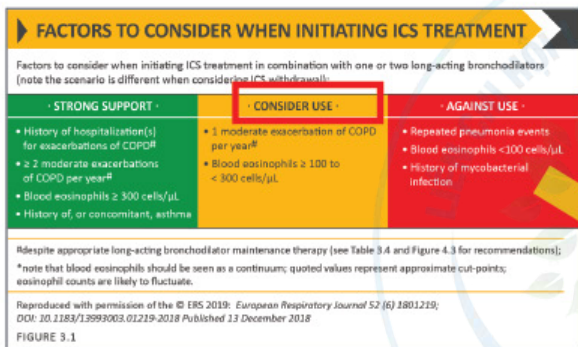 FACTORS TO CONSIDER WHEN INITIATING ICS TREATMENT
Factors to consider when initiating ICS treatment in combination with one or two long-acting bronchodilators
(note the scenario is different when considering ICS withdrawal):
· STRONG SUPPORT ·
• History of hospitalization(s)
for exacerbations of COPD#
• ≥ 2 moderate exacerbations
of COPD per year#
• Blood eosinophils ≥ 300 cells/µL
• History of, or concomitant, asthma
· CONSIDER USE ·
• 1 moderate exacerbation of COPD
per year#
• Blood eosinophils ≥ 100 to
< 300 cells/µL
· AGAINST USE ·
• Repeated pneumonia events
• Blood eosinophils <100 cells/µL
• History of mycobacterial
infection
#despite appropriate long-acting bronchodilator maintenance therapy (see Table 3.4 and Figure 4.3 for recommendations);
*note that blood eosinophils should be seen as a continuum; quoted values represent approximate cut-points;
eosinophil counts are likely to fluctuate.
Reproduced with permission of the © ERS 2019: European Respiratory Journal 52 (6) 1801219;
DOI: 10.1183/13993003.01219-2018 Published 13 December 2018
FIGURE 3.1